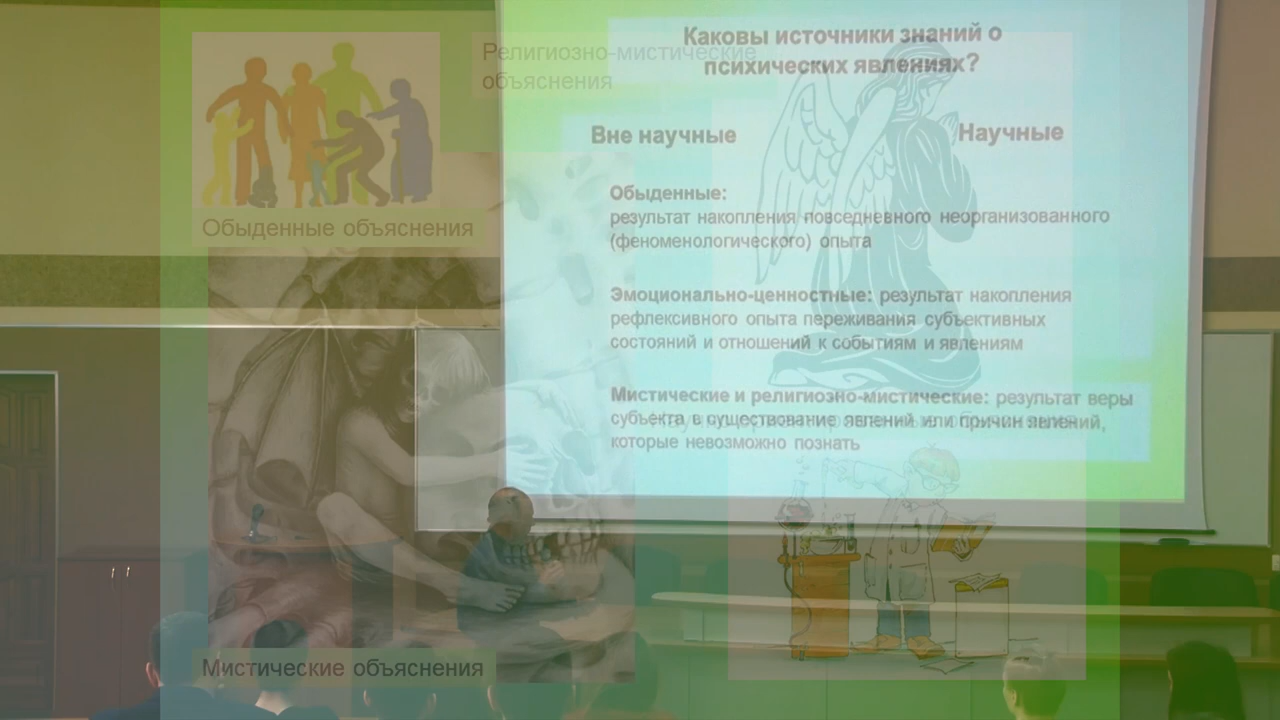 Религиозно-мистические
объяснения
Обыденные объяснения
Мистические объяснения
Каковы источники знаний о
психических явлениях?
Вне научные
Научные
Обыденные:
результат накопления повседневного неорганизованного
(феноменологического) опыта
Эмоционально-ценностные: результат накопления
рефлексивного опыта переживания субъективных
состояний и отношений к событиям и явлениям
Мистические и религиозно-мистические: результат веры
субъекта в существование явлений или причин явлений,
которые невозможно познать